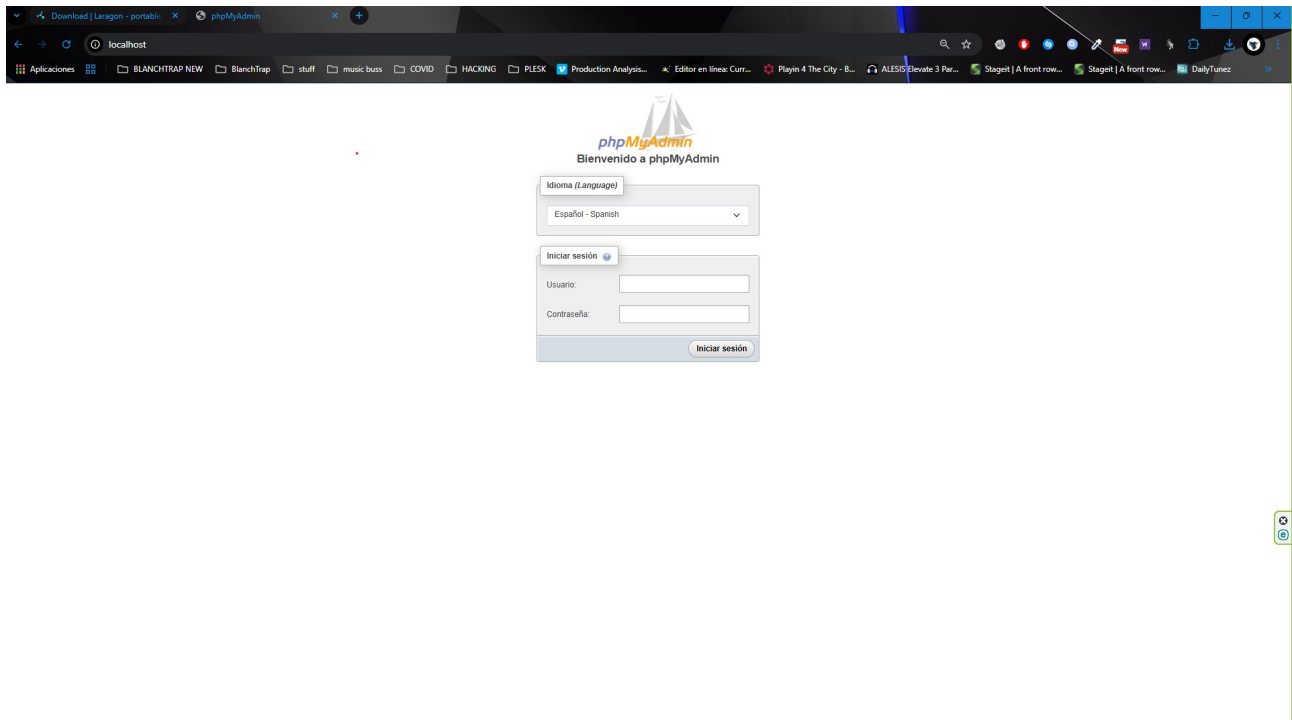 Download | Laragon - portable
phpMyAdmin
localhost
New
W
Aplicaciones
BLANCHTRAP NEW
BlanchTrap
stuff
music buss
COVID
HACKING
PLESK
Production Analysis...
Editor en línea: Curr...
Playin 4 The City - B...
ALESIS Elevate 3 Par...
Stageit | A front row...
Stageit | A front row...
DailyTunez
phpMyAdmin
Bienvenido a phpMyAdmin
Idioma (Language)
Español - Spanish
Iniciar sesión
Usuario:
Contraseña:
Iniciar sesión